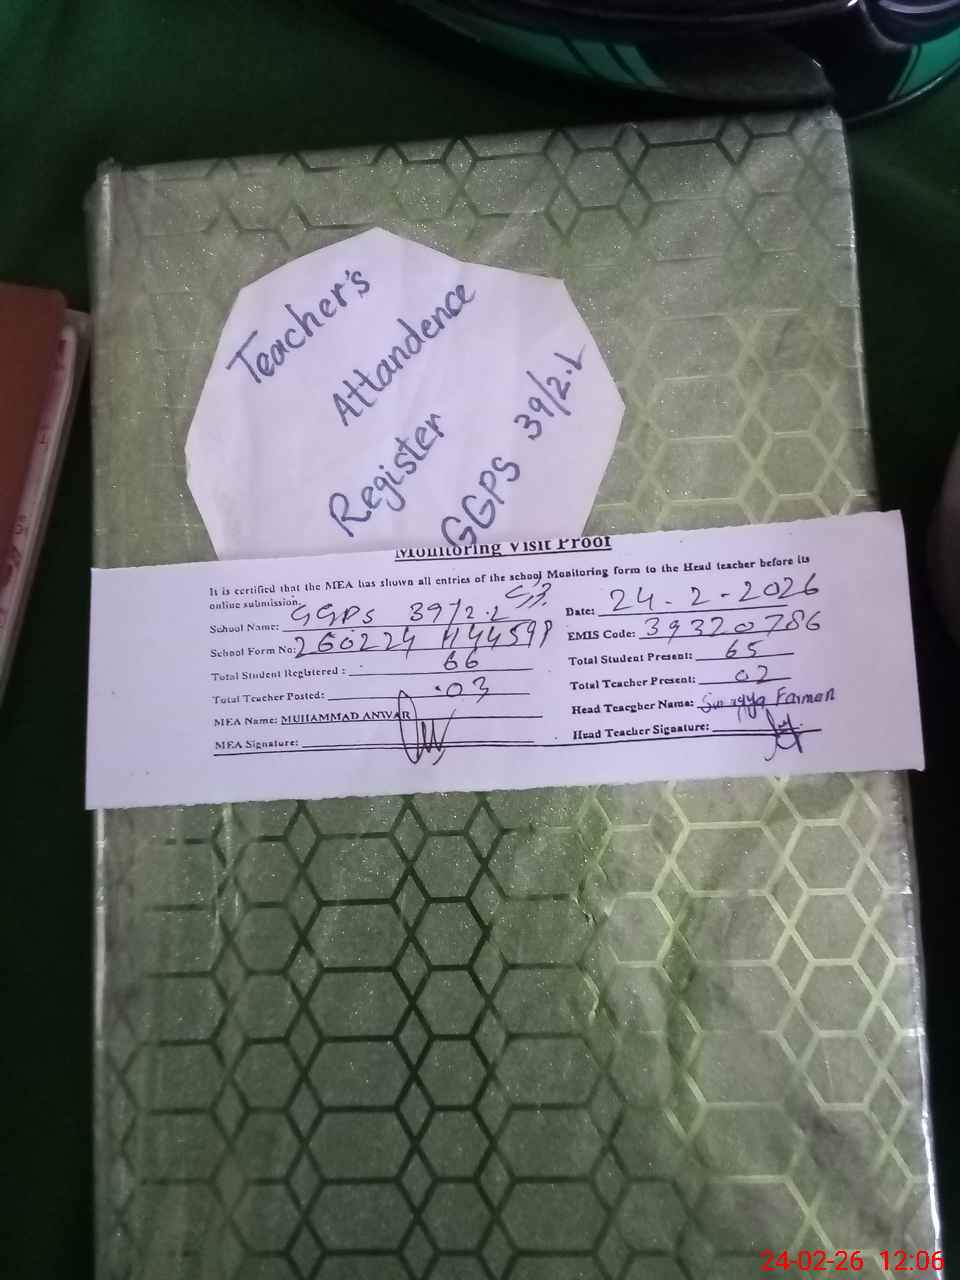 Teacher's
Attandence
Register
GGPS 39/2.L
Monitoring Visit Proof
It is certified that the MEA has shown all entries of the school Monitoring form to the Head teacher before its
online submission.
School Name: GGPS 39/2.L
Date: 24-2-2026
School Form No: 260224
EMIS Code: 39320786
Total Student Registered : 66
Total Student Present: 65
Total Teacher Posted: 03
Total Teacher Present: 02
MEA Name: MUHAMMAD ANWAR
Head Teacgher Name: Farman
MEA Signature:
Head Teacher Signature:
24-02-26 12:06